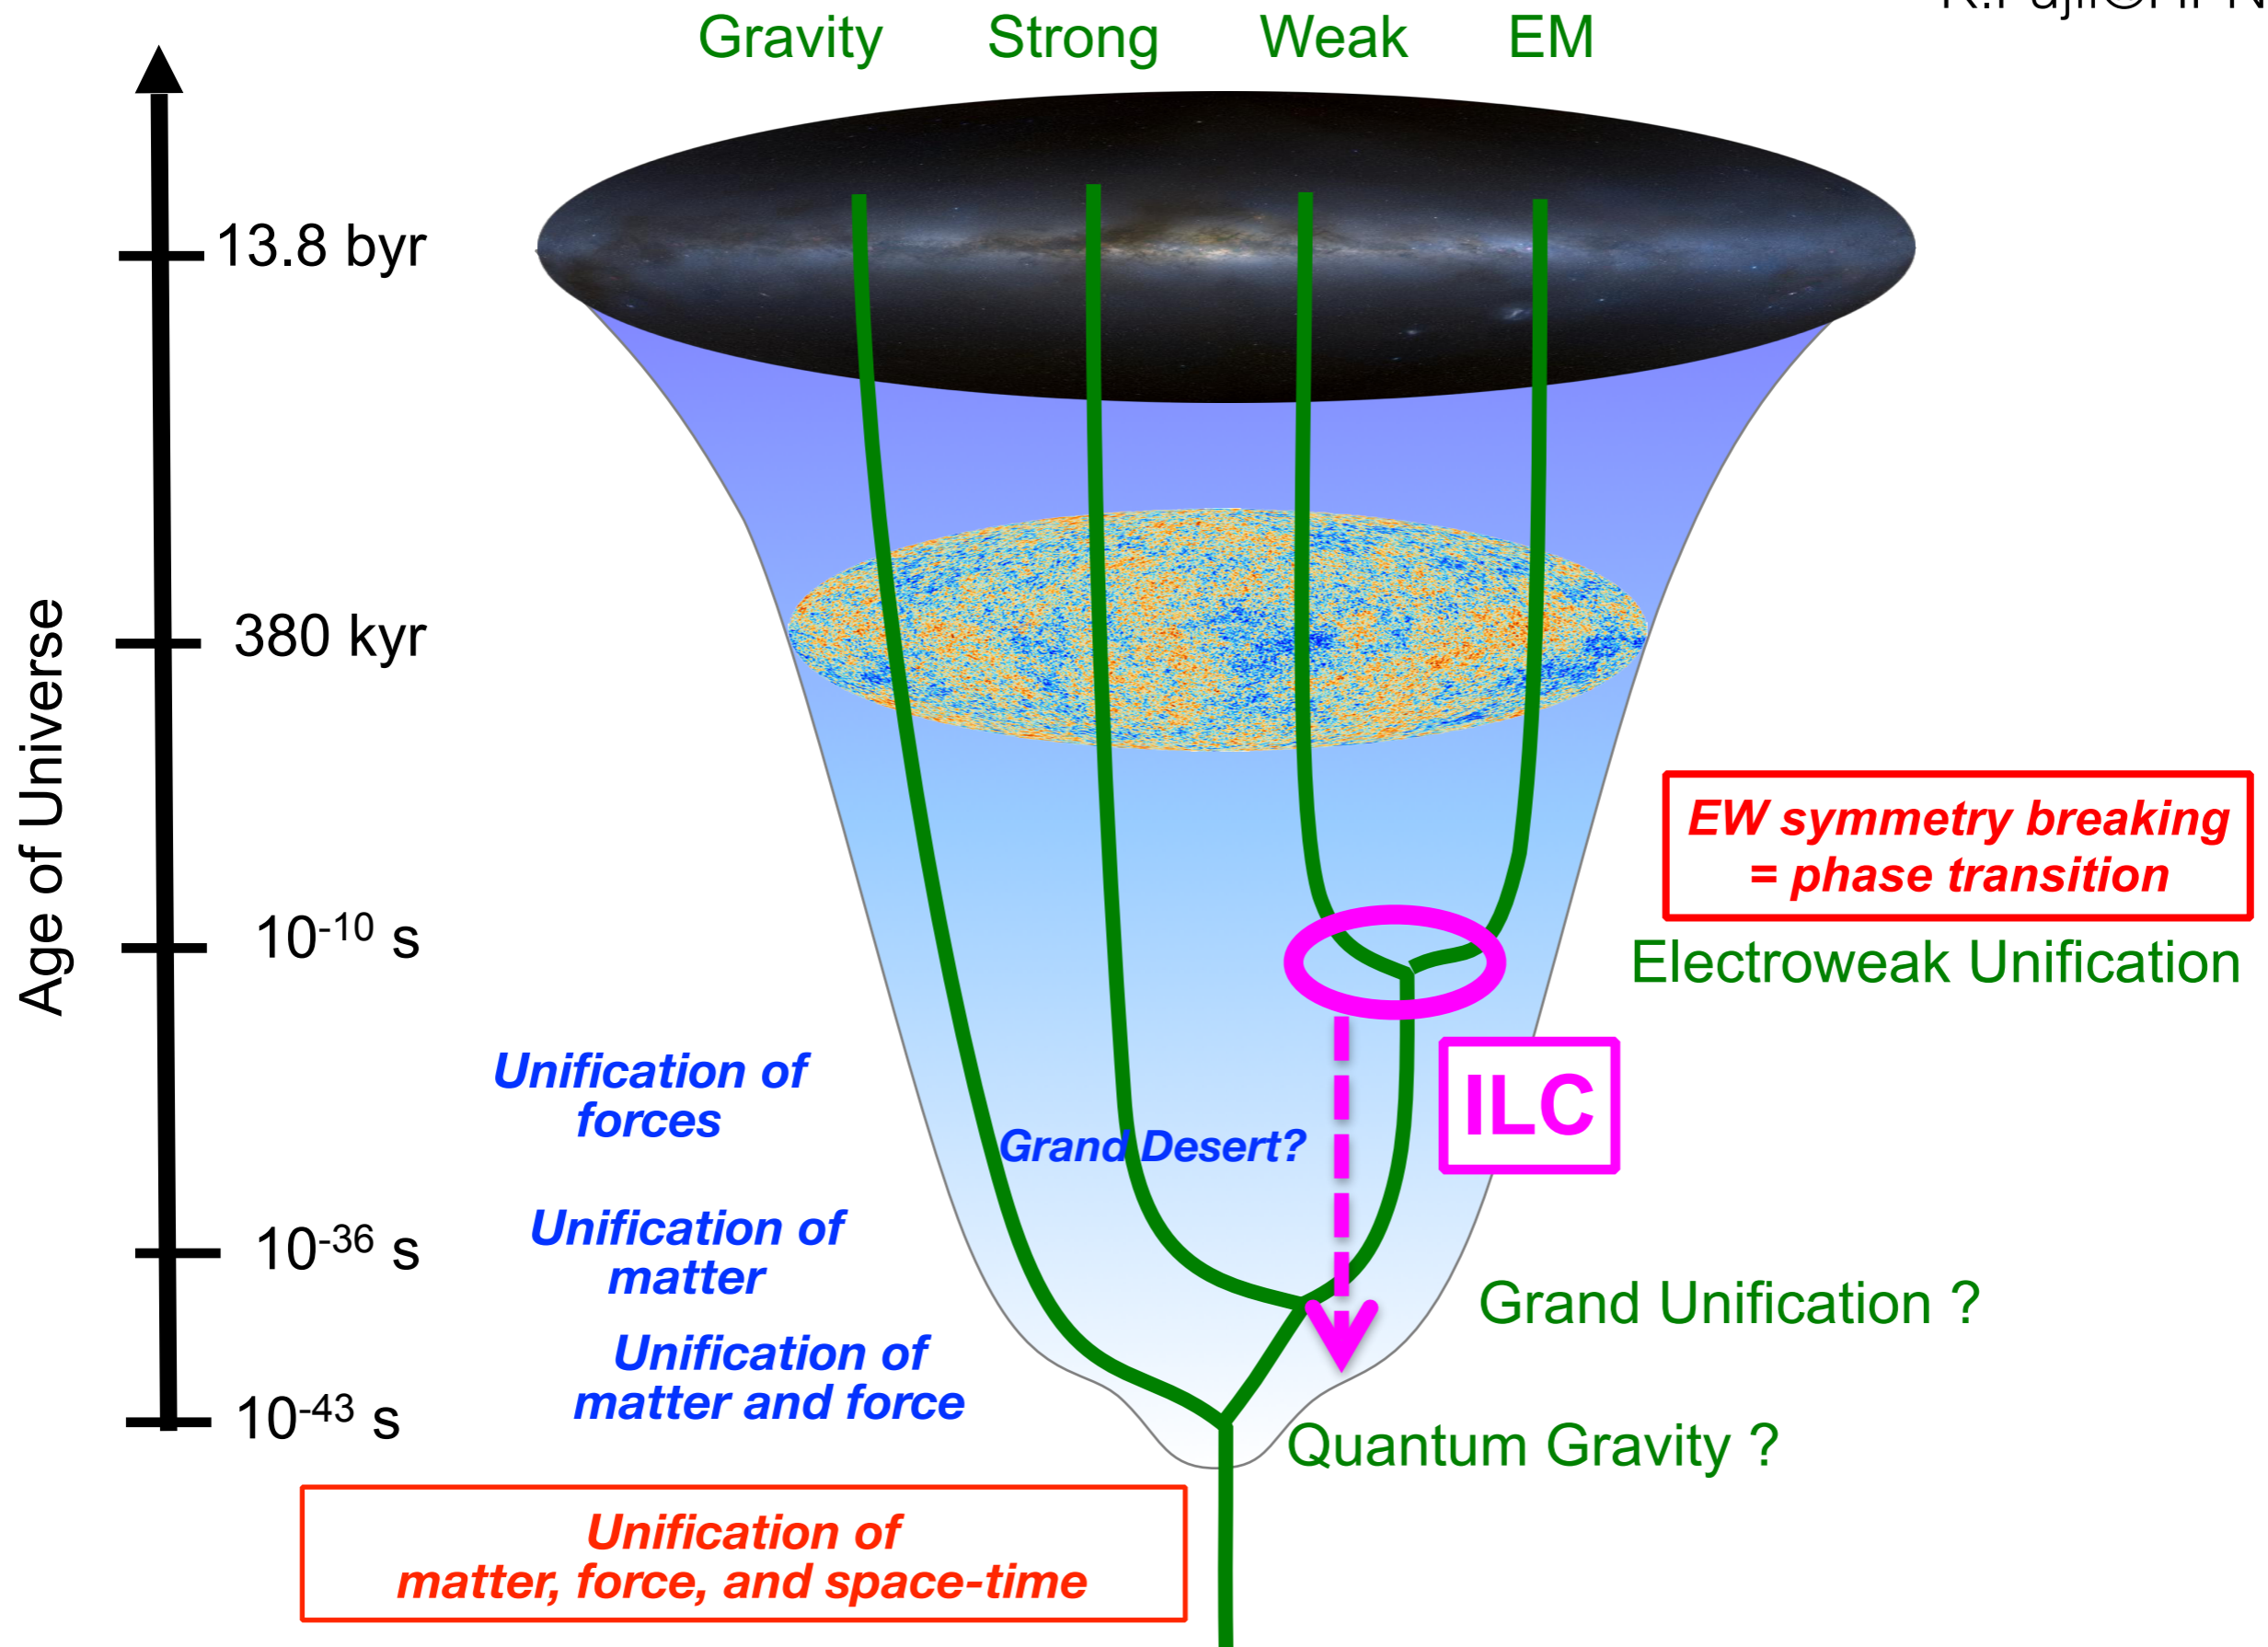 Gravity Strong Weak EM
13.8 byr
380 kyr
Age of Universe
EW symmetry breaking
= phase transition
10⁻¹⁰ s
Electroweak Unification
Unification of
forces
ILC
Grand Desert?
Unification of
matter
10⁻³⁶ s
Grand Unification ?
Unification of
matter and force
10⁻⁴³ s
Quantum Gravity ?
Unification of
matter, force, and space-time